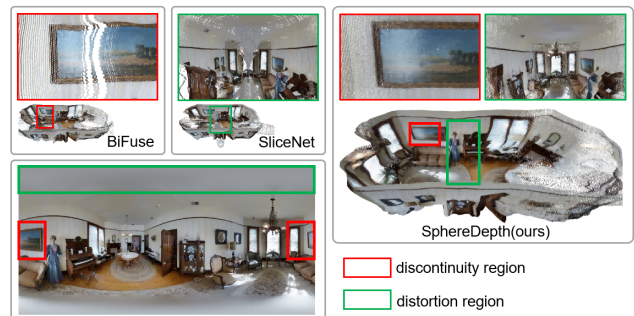 BiFuse
SliceNet
SphereDepth(ours)
discontinuity region
distortion region